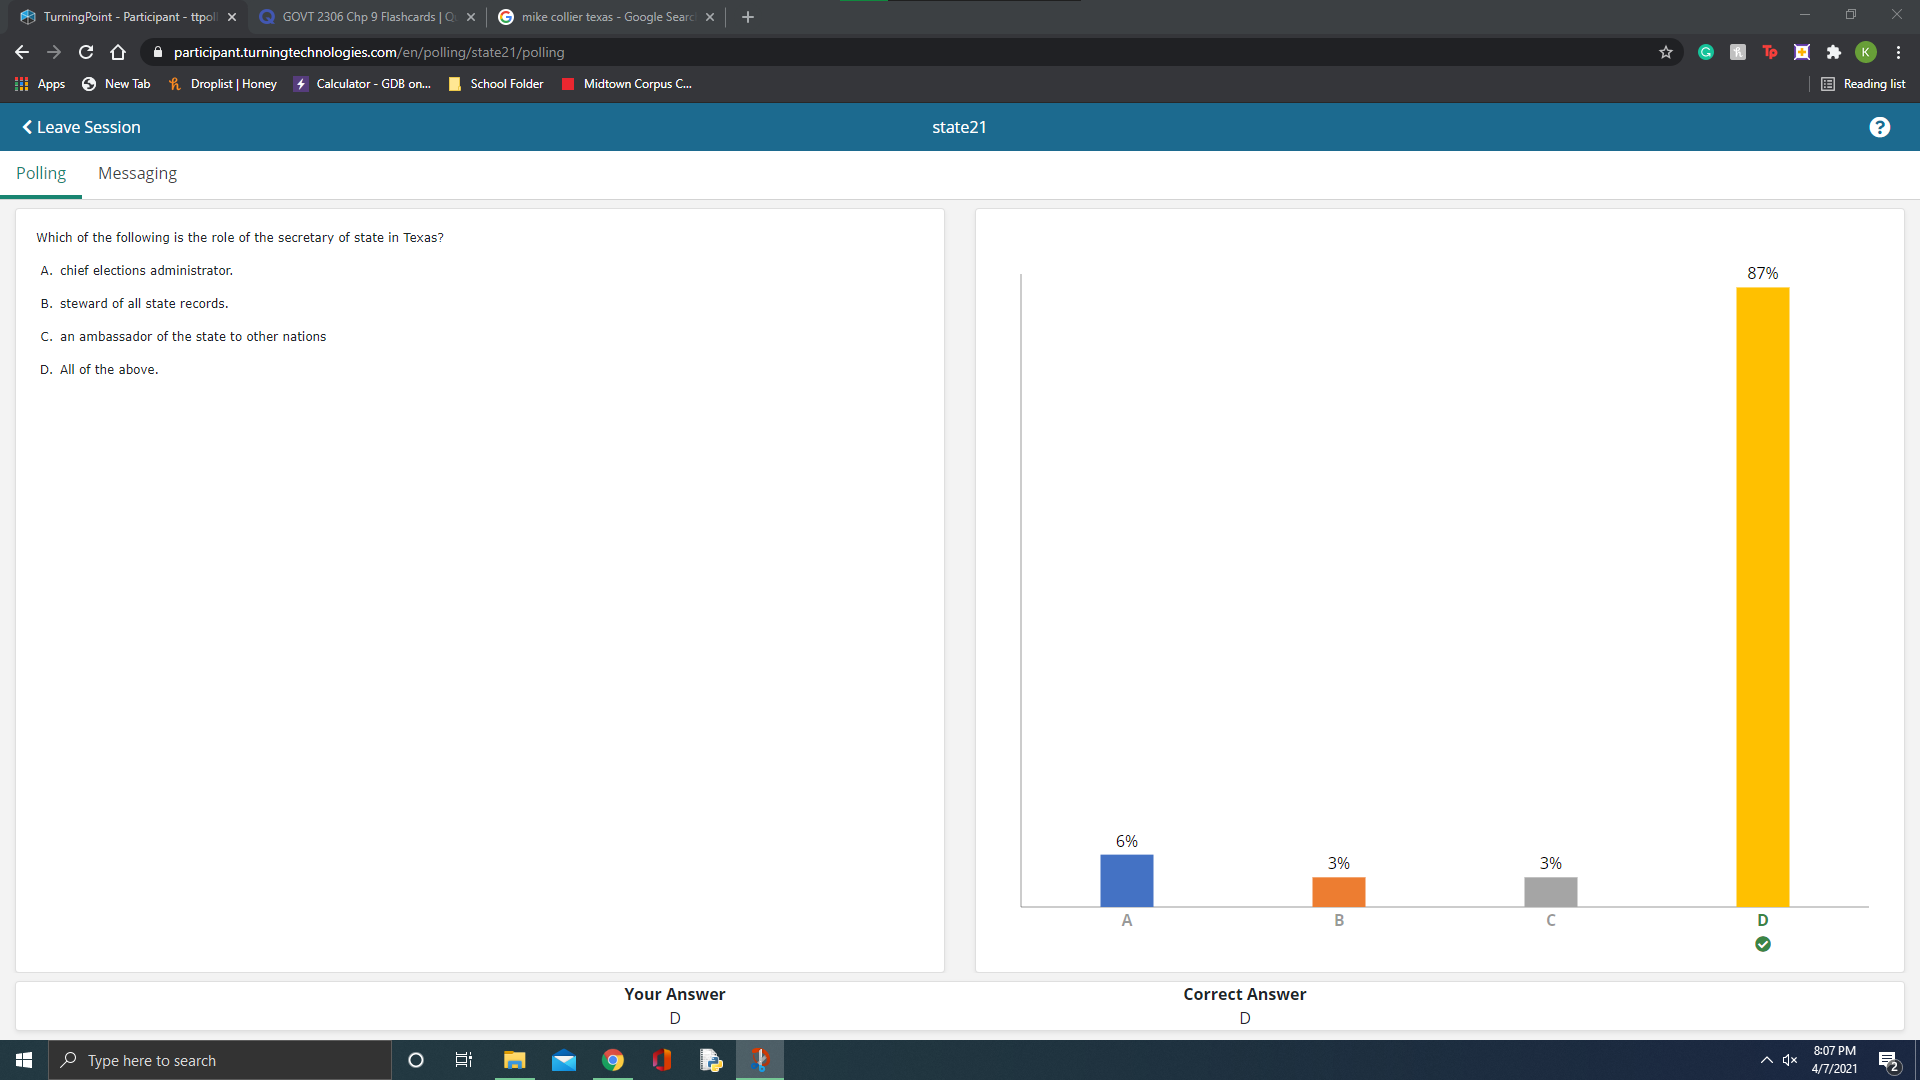 TurningPoint - Participant - ttpoll
GOVT 2306 Chp 9 Flashcards | Q
mike collier texas - Google Searc
participant.turningtechnologies.com/en/polling/state21/polling
Apps
New Tab
Droplist | Honey
Calculator - GDB on...
School Folder
Midtown Corpus C...
Reading list
Leave Session
state21
?
Polling
Messaging
Which of the following is the role of the secretary of state in Texas?
A. chief elections administrator.
B. steward of all state records.
C. an ambassador of the state to other nations
D. All of the above.
87%
6%
3%
3%
A
B
C
D
Your Answer
D
Correct Answer
D
Type here to search
8:07 PM
4/7/2021
2